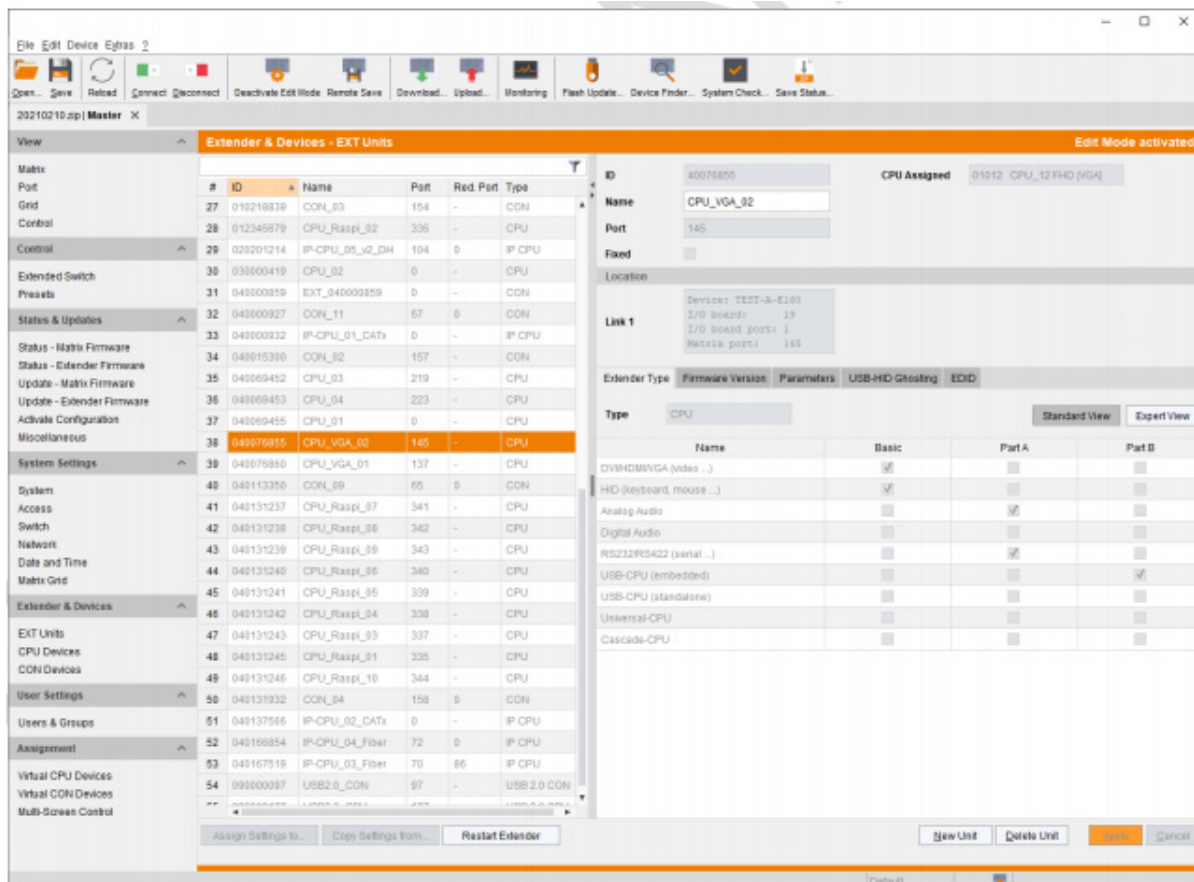 File Edit Device Extras ?
Open... Save Reload Connect Disconnect Deactivate Edit Mode Remote Save Download... Upload... Monitoring Flash Update... Device Finder... System Check... Save Status...
20210210.zip | Master X
View
Matrix
Port
Grid
Control
Control
Extended Switch
Presets
Status & Updates
Status - Matrix Firmware
Status - Extender Firmware
Update - Matrix Firmware
Update - Extender Firmware
Activate Configuration
Miscellaneous
System Settings
System
Access
Switch
Network
Date and Time
Matrix Grid
Extender & Devices
EXT Units
CPU Devices
CON Devices
User Settings
Users & Groups
Assignment
Virtual CPU Devices
Virtual CON Devices
Multi-Screen Control
Extender & Devices - EXT Units Edit Mode activated
# ID Name Port Red. Port Type
27 010218839 CON_03 154 - CON
28 012345679 CPU_Raspi_02 336 - CPU
29 020201214 IP-CPU_05_v2_DH 104 0 IP CPU
30 030000419 CPU_02 0 - CPU
31 040000859 EXT_040000859 0 - CON
32 040000927 CON_11 67 0 CON
33 040000932 IP-CPU_01_CATx 0 - IP CPU
34 040015300 CON_02 157 - CON
35 040069452 CPU_03 219 - CPU
36 040069453 CPU_04 223 - CPU
37 040069455 CPU_01 0 - CPU
38 040076855 CPU_VGA_02 145 - CPU
39 040076860 CPU_VGA_01 137 - CPU
40 040113350 CON_09 65 0 CON
41 040131237 CPU_Raspi_07 341 - CPU
42 040131238 CPU_Raspi_08 342 - CPU
43 040131239 CPU_Raspi_09 343 - CPU
44 040131240 CPU_Raspi_06 340 - CPU
45 040131241 CPU_Raspi_05 339 - CPU
46 040131242 CPU_Raspi_04 338 - CPU
47 040131243 CPU_Raspi_03 337 - CPU
48 040131245 CPU_Raspi_01 335 - CPU
49 040131246 CPU_Raspi_10 344 - CPU
50 040131932 CON_04 158 0 CON
51 040137566 IP-CPU_02_CATx 0 - IP CPU
52 040166854 IP-CPU_04_Fiber 72 0 IP CPU
53 040167519 IP-CPU_03_Fiber 70 86 IP CPU
54 090000097 USB2.0_CON 97 - USB 2.0 CON
ID 40076855 CPU Assigned 01012 CPU_12 FHD [VGA]
Name CPU_VGA_02
Port 145
Fixed
Location
Link 1
Device: TEST-A-E160
I/O board: 19
I/O board port: 1
Matrix port: 145
Extender Type Firmware Version Parameters USB-HID Ghosting EDID
Type CPU Standard View Expert View
Name Basic Part A Part B
DVI/HDMI/VGA (video ...)
HID (keyboard, mouse ...)
Analog Audio
Digital Audio
RS232/RS422 (serial ...)
USB-CPU (embedded)
USB-CPU (standalone)
Universal-CPU
Cascade-CPU
Assign Settings to... Copy Settings from... Restart Extender New Unit Delete Unit Apply Cancel
Default